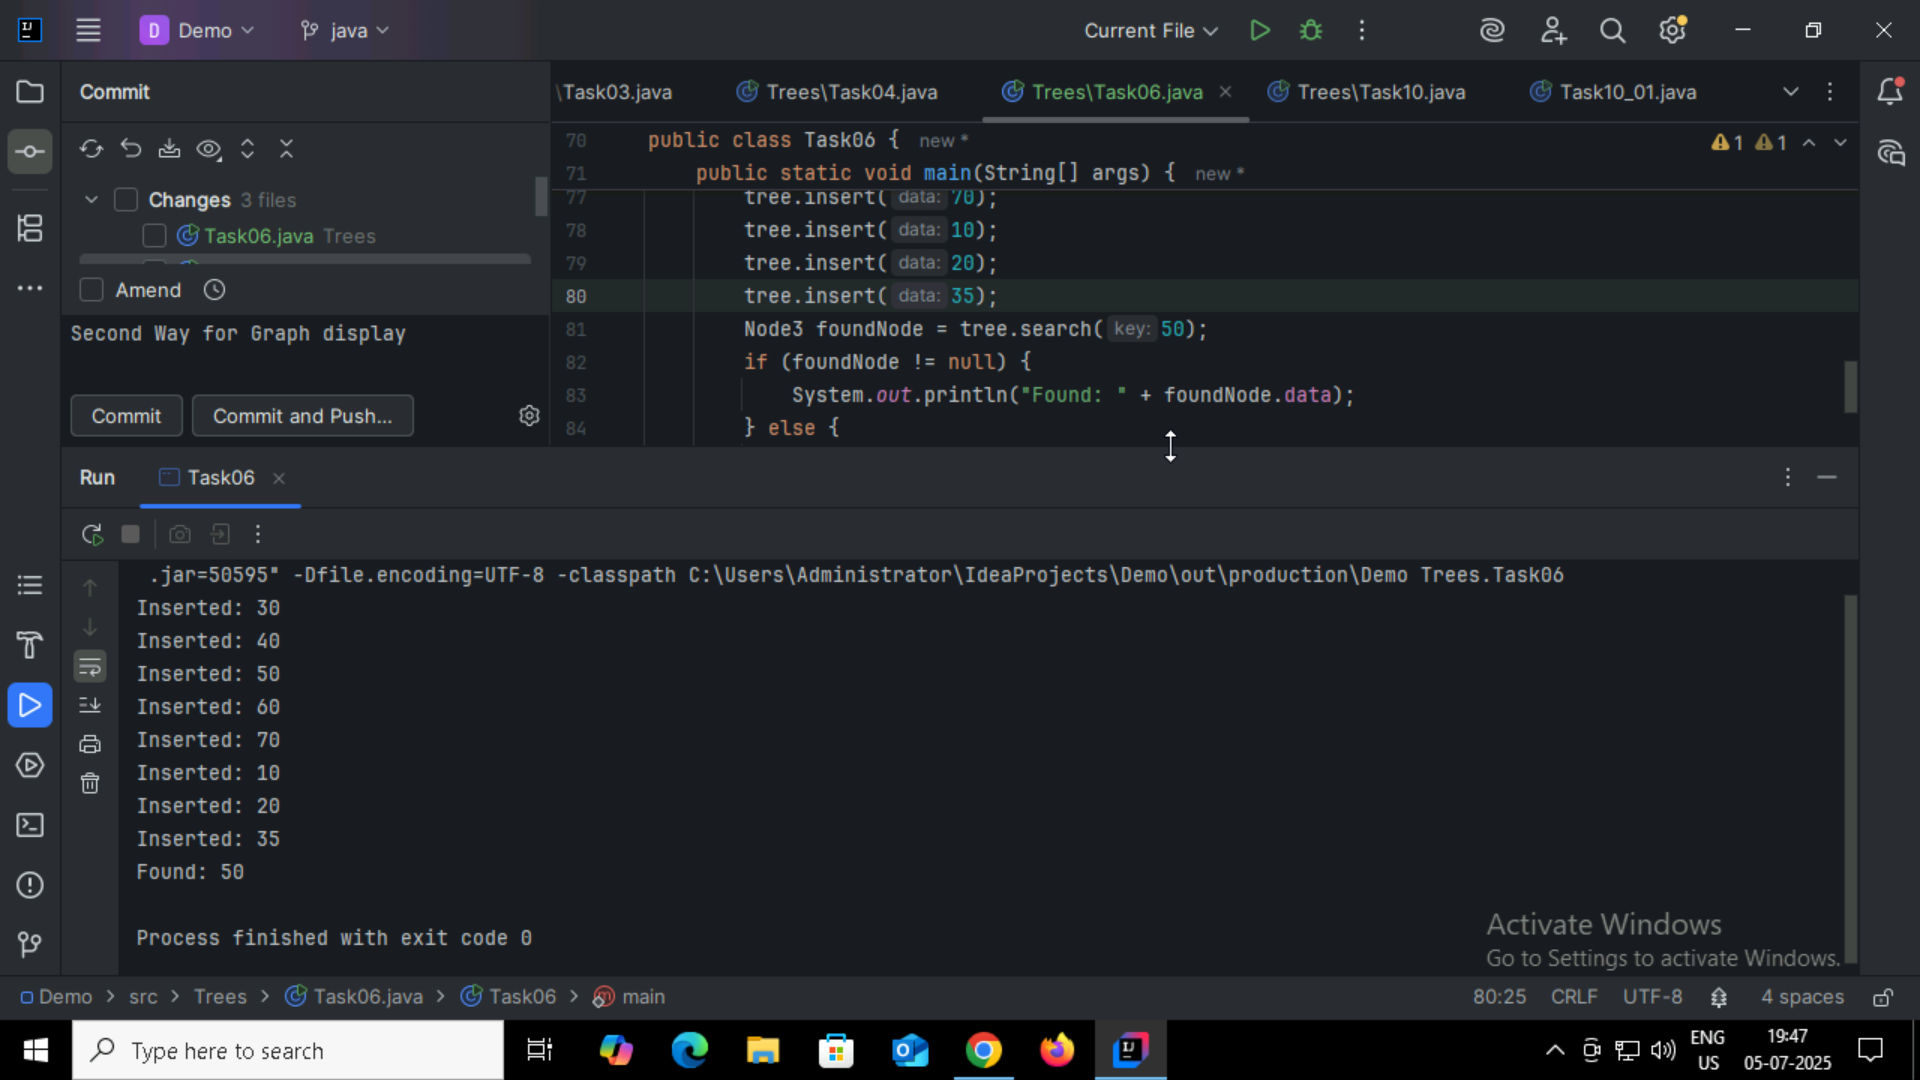 D Demo java Current File
Commit
\Task03.java Trees\Task04.java Trees\Task06.java Trees\Task10.java Task10_01.java
Changes 3 files
Task06.java Trees
Amend
Second Way for Graph display
Commit Commit and Push...
1 1
70 public class Task06 { new *
71 public static void main(String[] args) { new *
77 tree.insert( data: 70);
78 tree.insert( data: 10);
79 tree.insert( data: 20);
80 tree.insert( data: 35);
81 Node3 foundNode = tree.search( key: 50);
82 if (foundNode != null) {
83 System.out.println("Found: " + foundNode.data);
84 } else {
Run Task06
.jar=50595" -Dfile.encoding=UTF-8 -classpath C:\Users\Administrator\IdeaProjects\Demo\out\production\Demo Trees.Task06
Inserted: 30
Inserted: 40
Inserted: 50
Inserted: 60
Inserted: 70
Inserted: 10
Inserted: 20
Inserted: 35
Found: 50
Process finished with exit code 0
Activate Windows
Go to Settings to activate Windows.
Demo > src > Trees > Task06.java > Task06 > main 80:25 CRLF UTF-8 4 spaces
Type here to search
ENG
US
19:47
05-07-2025